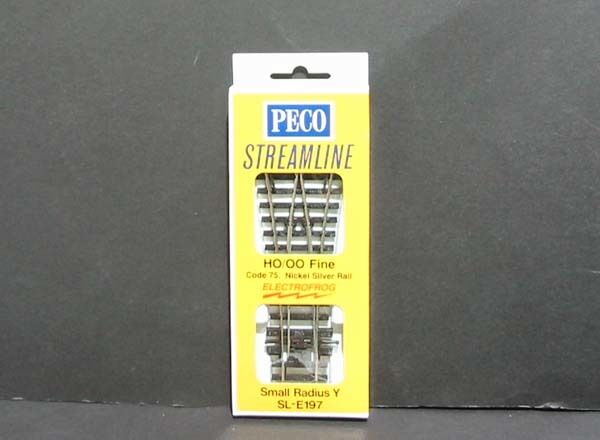 PECO
STREAMLINE
HO/OO Fine
Code 75. Nickel Silver Rail
ELECTROFROG
Small Radius Y
SL-E197